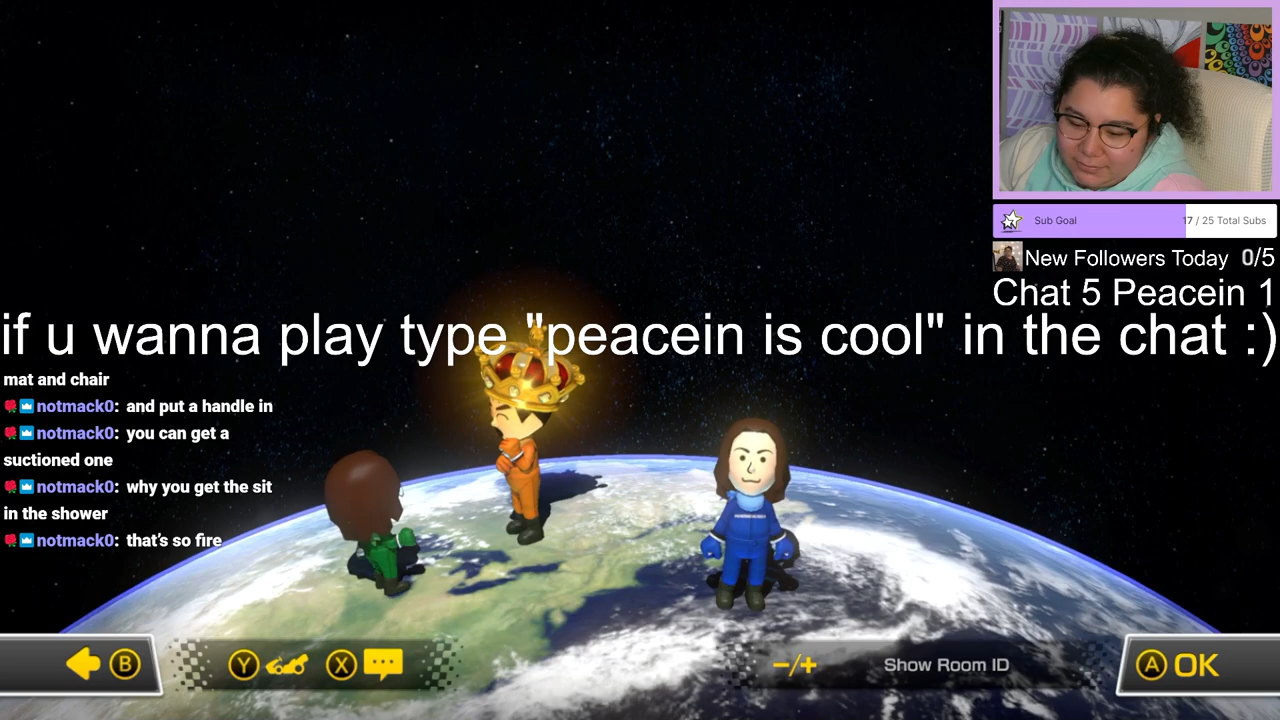 Sub Goal 17 / 25 Total Subs
New Followers Today 0/5
Chat 5 Peacein 1
if u wanna play type "peacein is cool" in the chat :)
mat and chair
notmack0: and put a handle in
notmack0: you can get a
suctioned one
notmack0: why you get the sit
in the shower
notmack0: that's so fire
B Y X -/+ Show Room ID A OK